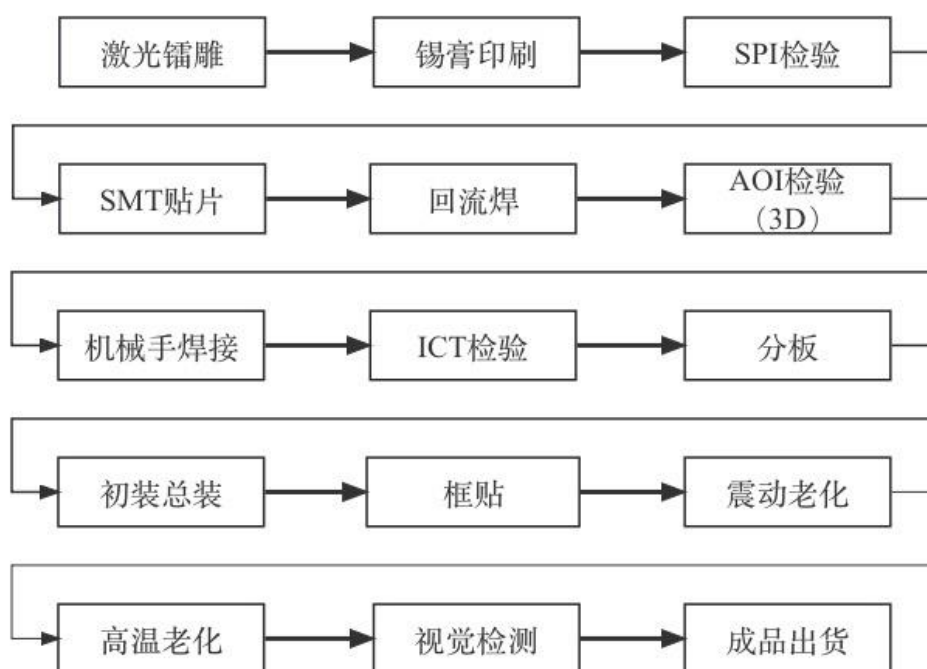 激光镭雕
锡膏印刷
SPI检验
SMT贴片
回流焊
AOI检验
（3D）
机械手焊接
ICT检验
分板
初装总装
框贴
震动老化
高温老化
视觉检测
成品出货